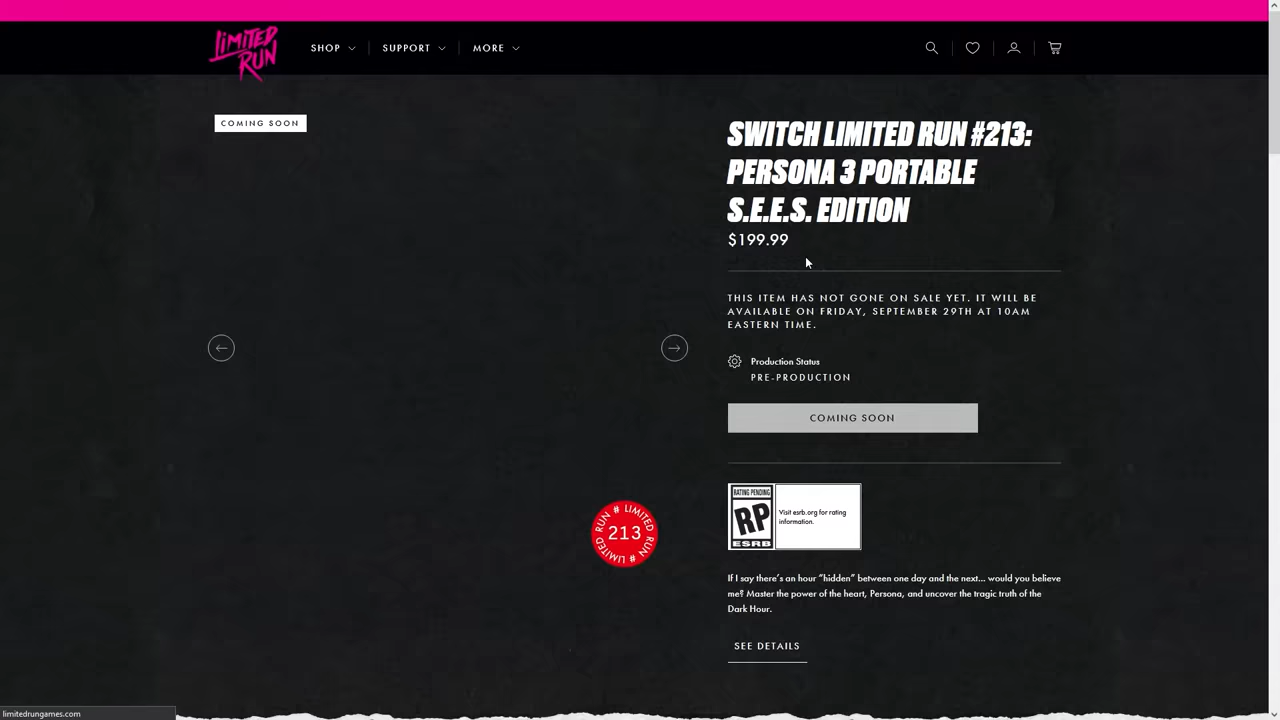 LIMITED
RUN
SHOP
SUPPORT
MORE
COMING SOON
SWITCH LIMITED RUN #213:
PERSONA 3 PORTABLE
S.E.E.S. EDITION
$199.99
THIS ITEM HAS NOT GONE ON SALE YET. IT WILL BE
AVAILABLE ON FRIDAY, SEPTEMBER 29TH AT 10AM
EASTERN TIME.
Production Status
PRE-PRODUCTION
COMING SOON
RATING PENDING
RP
ESRB
Visit esrb.org for rating
information.
LIMITED RUN # LIMITED RUN #
213
If I say there's an hour “hidden” between one day and the next... would you believe
me? Master the power of the heart, Persona, and uncover the tragic truth of the
Dark Hour.
SEE DETAILS
limitedrungames.com